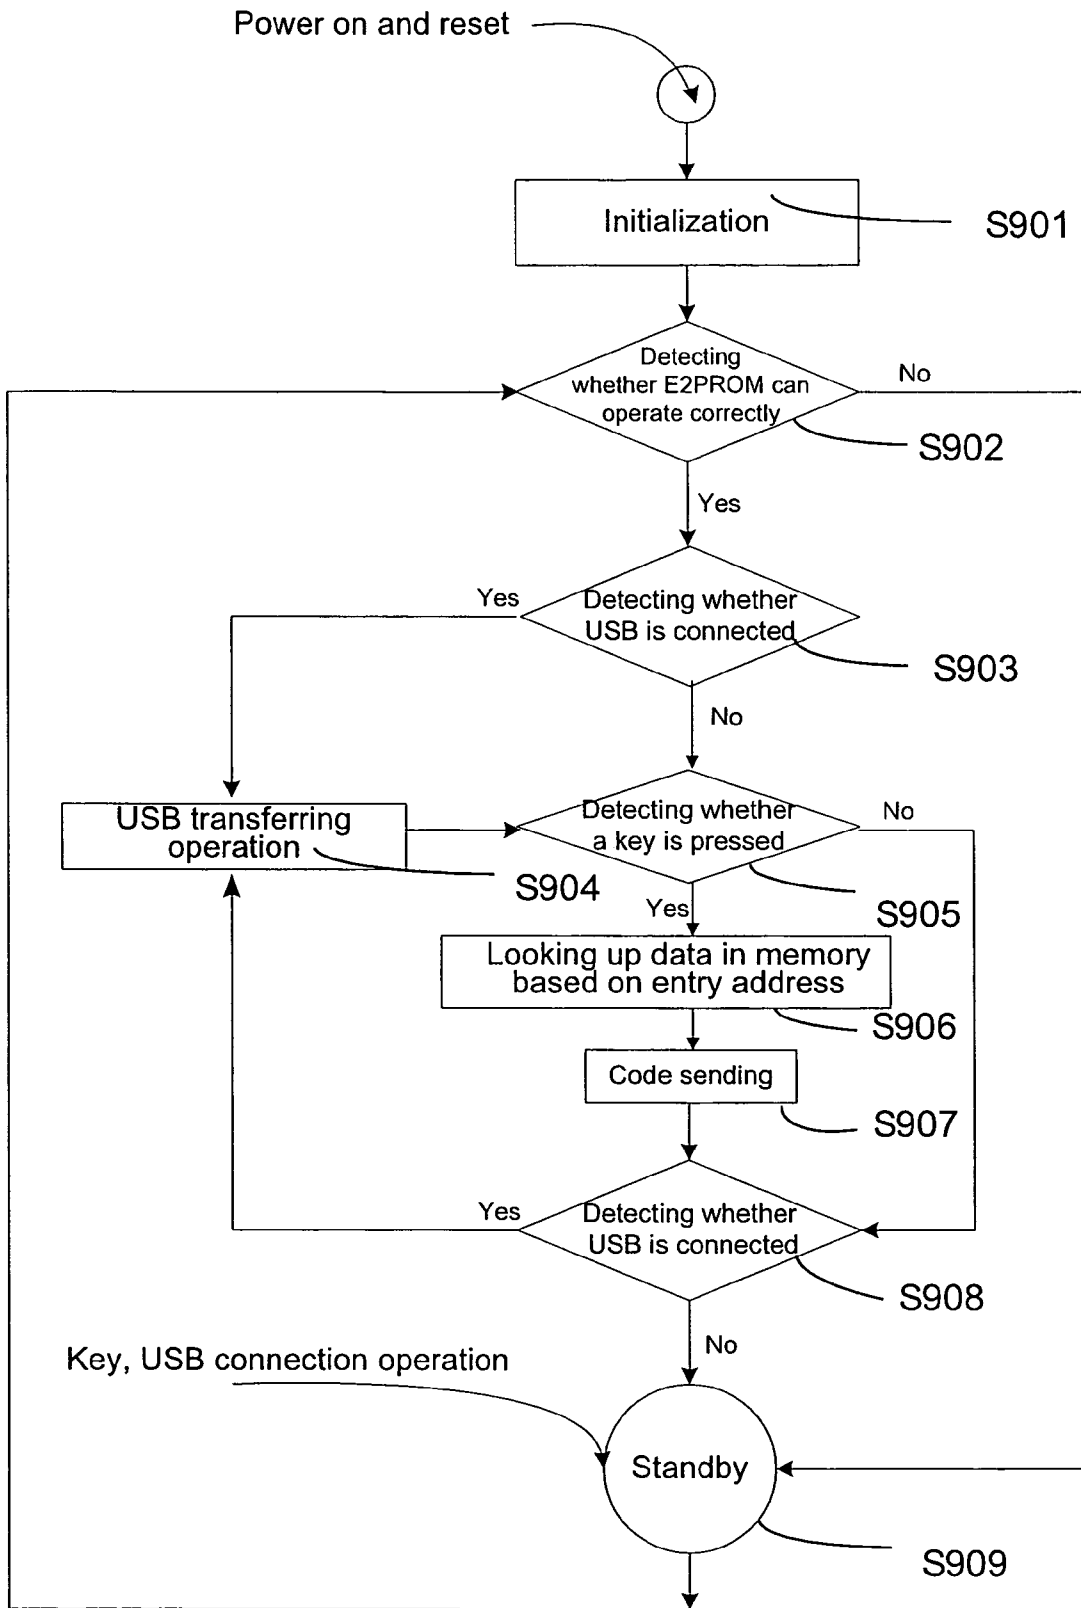 Power on and reset
Initialization
S901
Detecting
whether E2PROM can
operate correctly
No
S902
Yes
Yes
Detecting whether
USB is connected
S903
No
USB transferring
operation
S904
Detecting whether
a key is pressed
No
S905
Yes
Looking up data in memory
based on entry address
S906
Code sending
S907
Yes
Detecting whether
USB is connected
S908
No
Key, USB connection operation
Standby
S909